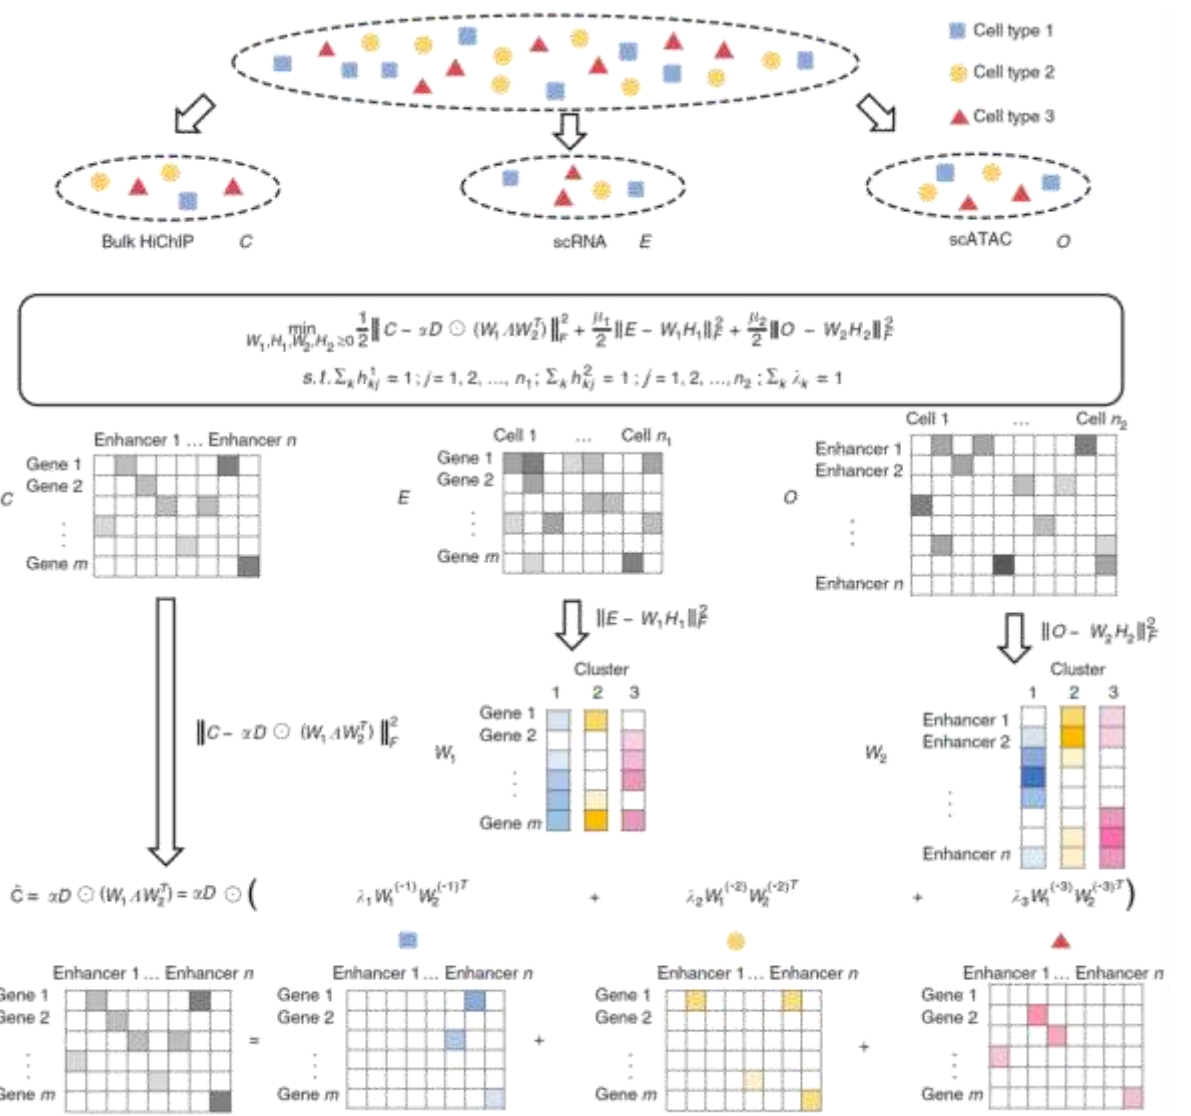 Cell type 1
Cell type 2
Cell type 3
Bulk HiChIP C
scRNA E
scATAC O
min W₁,H₁,W₂,H₂ ≥0 1/2 ‖C – αD ⊙ (W₁ΛW₂ᵀ)‖²_F + μ₁/2 ‖E – W₁H₁‖²_F + μ₂/2 ‖O – W₂H₂‖²_F
s.t. Σₖ h¹ₖⱼ = 1 ; j = 1, 2, ..., n₁ ; Σₖ h²ₖⱼ = 1 ; j = 1, 2, ..., n₂ ; Σₖ λₖ = 1
Enhancer 1 ... Enhancer n
Gene 1
Gene 2
C
⋮
Gene m
Cell 1 ... Cell n₁
Gene 1
Gene 2
E
⋮
Gene m
Cell 1 ... Cell n₂
Enhancer 1
Enhancer 2
O
⋮
Enhancer n
‖E – W₁H₁‖²_F
‖O – W₂H₂‖²_F
‖C – αD ⊙ (W₁ΛW₂ᵀ)‖²_F
Cluster
1 2 3
Gene 1
Gene 2
W₁
⋮
Gene m
Cluster
1 2 3
Enhancer 1
Enhancer 2
W₂
⋮
Enhancer n
Ĉ = αD ⊙ (W₁ΛW₂ᵀ) = αD ⊙ ( λ₁W₁^(·1)W₂^(·1)ᵀ + λ₂W₁^(·2)W₂^(·2)ᵀ + λ₃W₁^(·3)W₂^(·3)ᵀ )
Enhancer 1 ... Enhancer n
Gene 1
Gene 2
⋮
Gene m
=
Enhancer 1 ... Enhancer n
Gene 1
Gene 2
⋮
Gene m
+
Enhancer 1 ... Enhancer n
Gene 1
Gene 2
⋮
Gene m
+
Enhancer 1 ... Enhancer n
Gene 1
Gene 2
⋮
Gene m